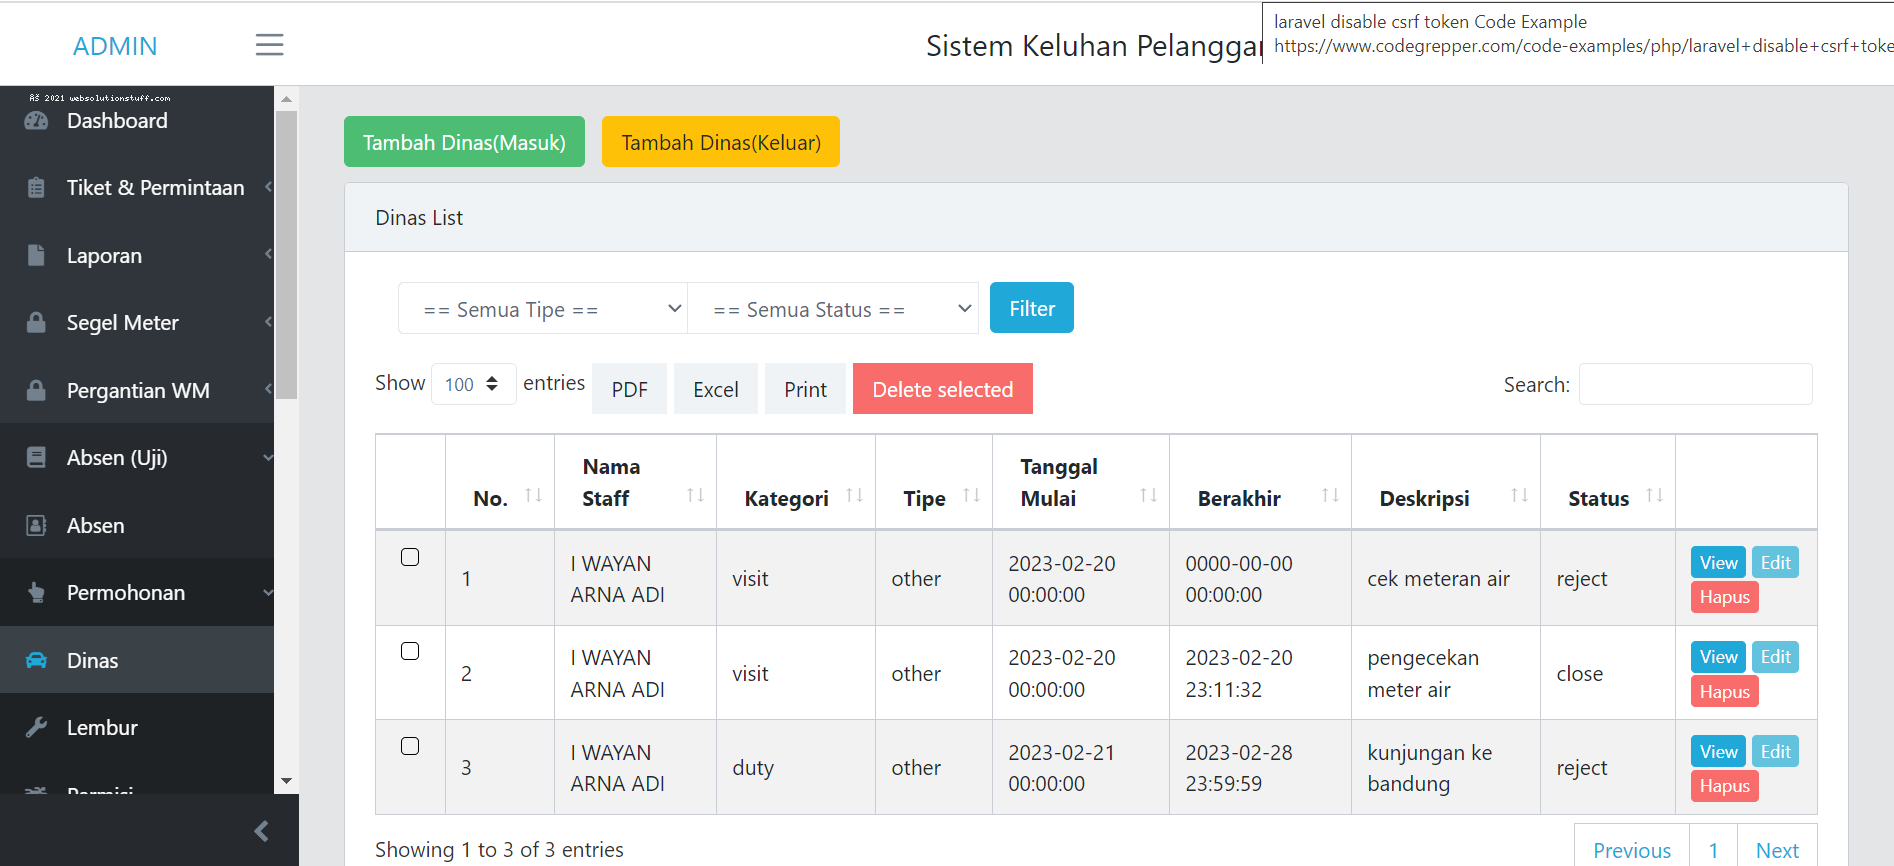 laravel disable csrf token Code Example
https://www.codegrepper.com/code-examples/php/laravel+disable+csrf+toke
ADMIN
Sistem Keluhan Pelanggan
© 2021 websolutionstuff.com
Dashboard
Tiket & Permintaan
Laporan
Segel Meter
Pergantian WM
Absen (Uji)
Absen
Permohonan
Dinas
Lembur
Permisi
Tambah Dinas(Masuk)
Tambah Dinas(Keluar)
Dinas List
== Semua Tipe ==
== Semua Status ==
Filter
Show 100 entries
PDF
Excel
Print
Delete selected
Search:
No. Nama Staff Kategori Tipe Tanggal Mulai Berakhir Deskripsi Status
1 I WAYAN ARNA ADI visit other 2023-02-20 00:00:00 0000-00-00 00:00:00 cek meteran air reject View Edit Hapus
2 I WAYAN ARNA ADI visit other 2023-02-20 00:00:00 2023-02-20 23:11:32 pengecekan meter air close View Edit Hapus
3 I WAYAN ARNA ADI duty other 2023-02-21 00:00:00 2023-02-28 23:59:59 kunjungan ke bandung reject View Edit Hapus
Showing 1 to 3 of 3 entries
Previous 1 Next